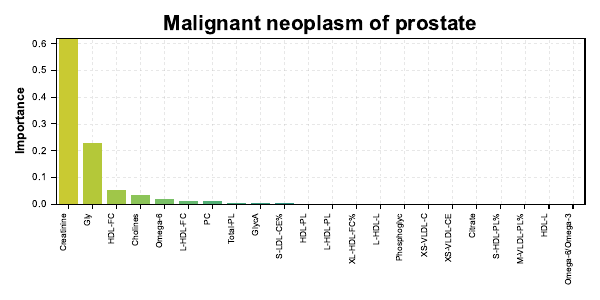 Malignant neoplasm of prostate
Importance
0.6
0.5
0.4
0.3
0.2
0.1
0.0
Creatinine
Gly
HDL-FC
Cholines
Omega-6
L-HDL-FC
PC
Total-PL
GlycA
S-LDL-CE%
HDL-PL
L-HDL-PL
XL-HDL-FC%
L-HDL-L
Phosphoglyc
XS-VLDL-C
XS-VLDL-CE
Citrate
S-HDL-PL%
M-VLDL-PL%
HDL-L
Omega-6/Omega-3